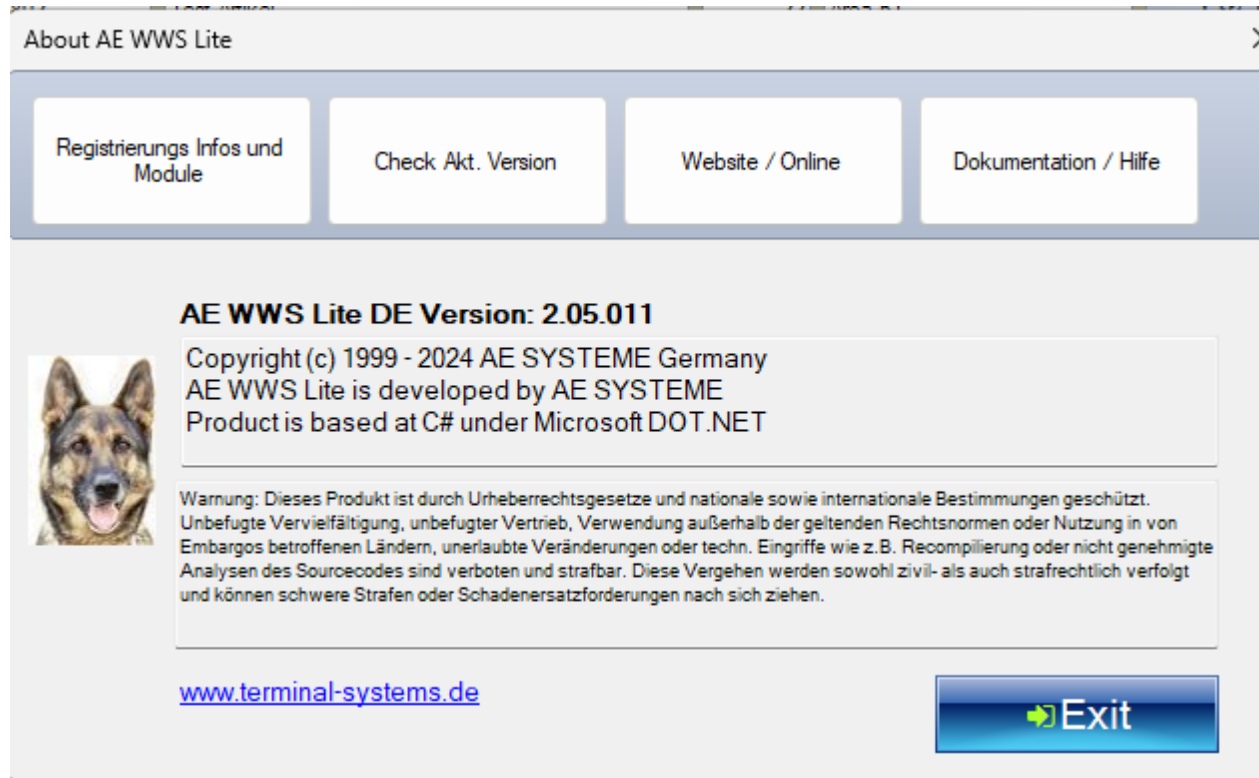 About AE WWS Lite
Registrierungs Infos und
Module
Check Akt. Version
Website / Online
Dokumentation / Hilfe
AE WWS Lite DE Version: 2.05.011
Copyright (c) 1999 - 2024 AE SYSTEME Germany
AE WWS Lite is developed by AE SYSTEME
Product is based at C# under Microsoft DOT.NET
Warnung: Dieses Produkt ist durch Urheberrechtsgesetze und nationale sowie internationale Bestimmungen geschützt.
Unbefugte Vervielfältigung, unbefugter Vertrieb, Verwendung außerhalb der geltenden Rechtsnormen oder Nutzung in von
Embargos betroffenen Ländern, unerlaubte Veränderungen oder techn. Eingriffe wie z.B. Recompilierung oder nicht genehmigte
Analysen des Sourcecodes sind verboten und strafbar. Diese Vergehen werden sowohl zivil- als auch strafrechtlich verfolgt
und können schwere Strafen oder Schadenersatzforderungen nach sich ziehen.
www.terminal-systems.de
Exit